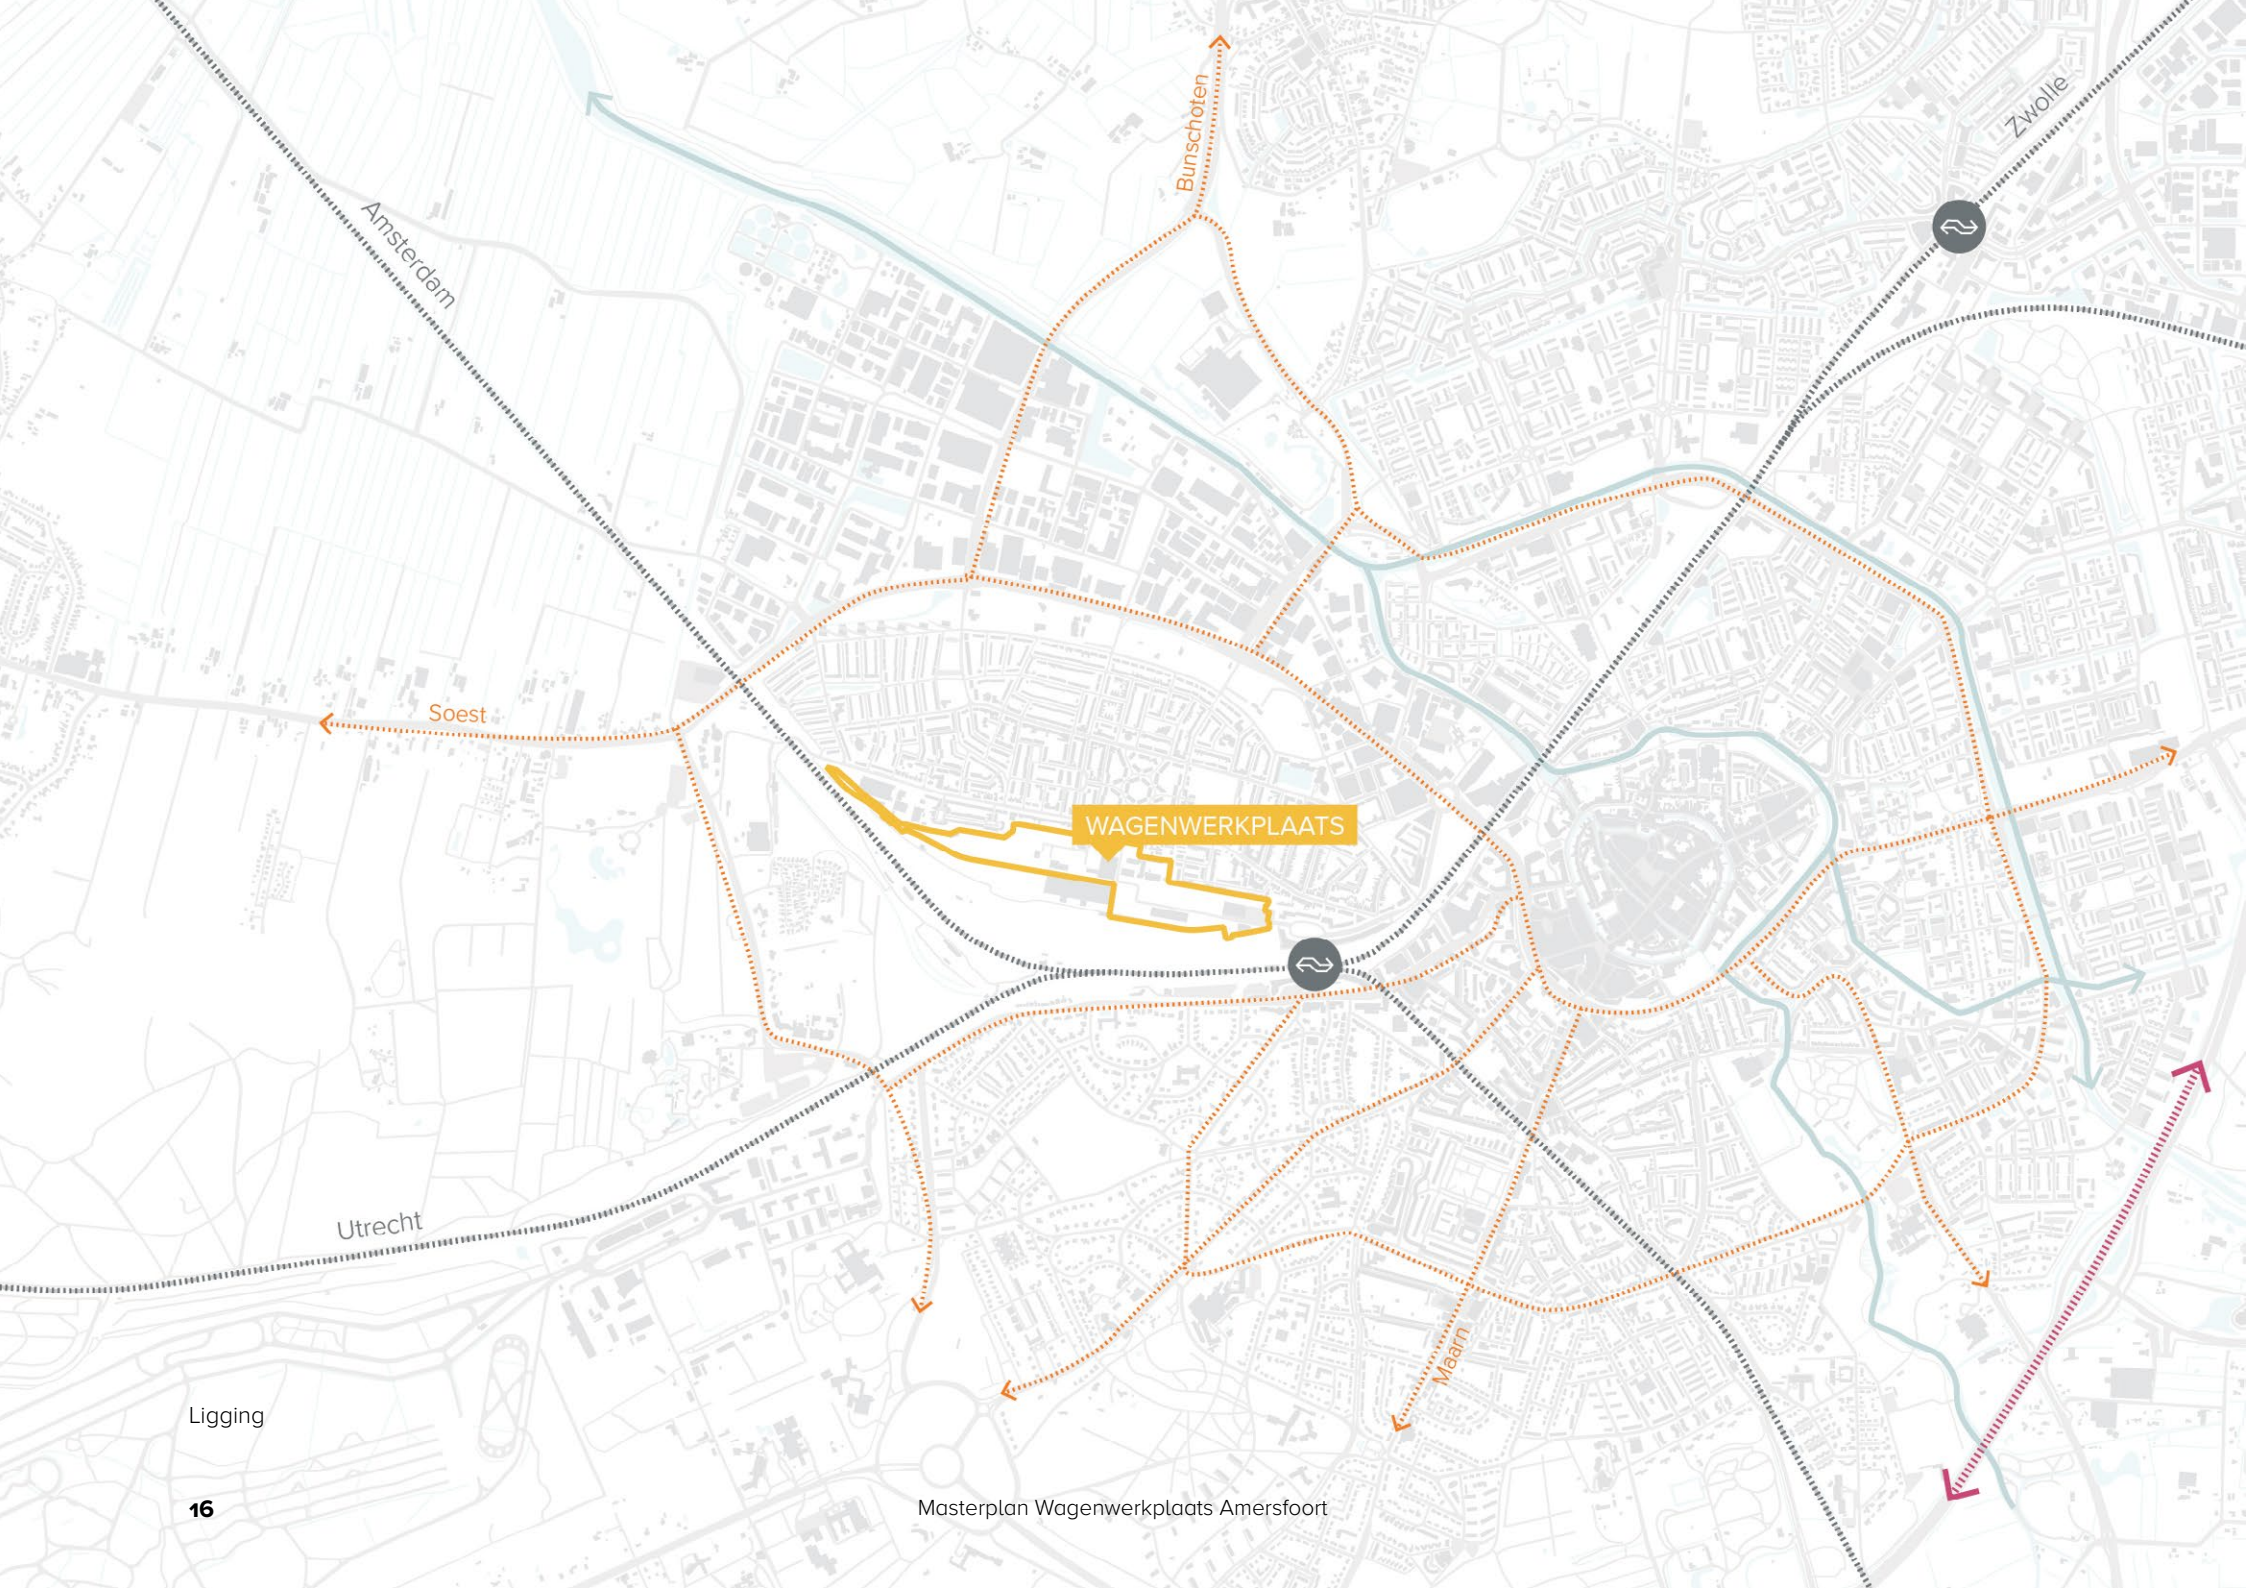 Bunschoten
Zwolle
Amsterdam
Soest
WAGENWERKPLAATS
Utrecht
Maarn
Ligging
16
Masterplan Wagenwerkplaats Amersfoort